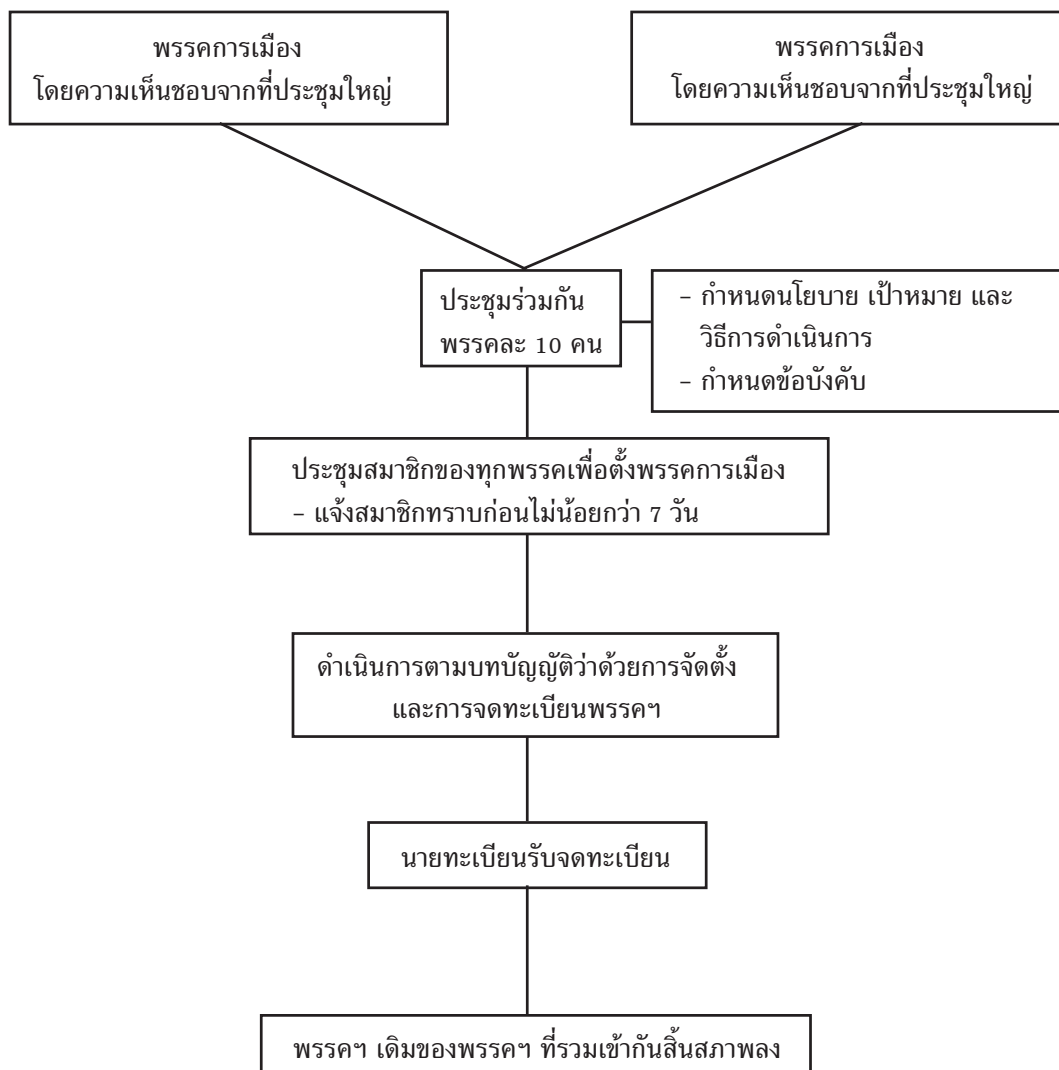 พรรคการเมือง
โดยความเห็นชอบจากที่ประชุมใหญ่
พรรคการเมือง
โดยความเห็นชอบจากที่ประชุมใหญ่
ประชุมร่วมกัน
พรรคละ 10 คน
– กำหนดนโยบาย เป้าหมาย และ
วิธีการดำเนินการ
– กำหนดข้อบังคับ
ประชุมสมาชิกของทุกพรรคเพื่อตั้งพรรคการเมือง
– แจ้งสมาชิกทราบก่อนไม่น้อยกว่า 7 วัน
ดำเนินการตามบทบัญญัติว่าด้วยการจัดตั้ง
และการจดทะเบียนพรรคฯ
นายทะเบียนรับจดทะเบียน
พรรคฯ เดิมของพรรคฯ ที่รวมเข้ากันสิ้นสภาพลง